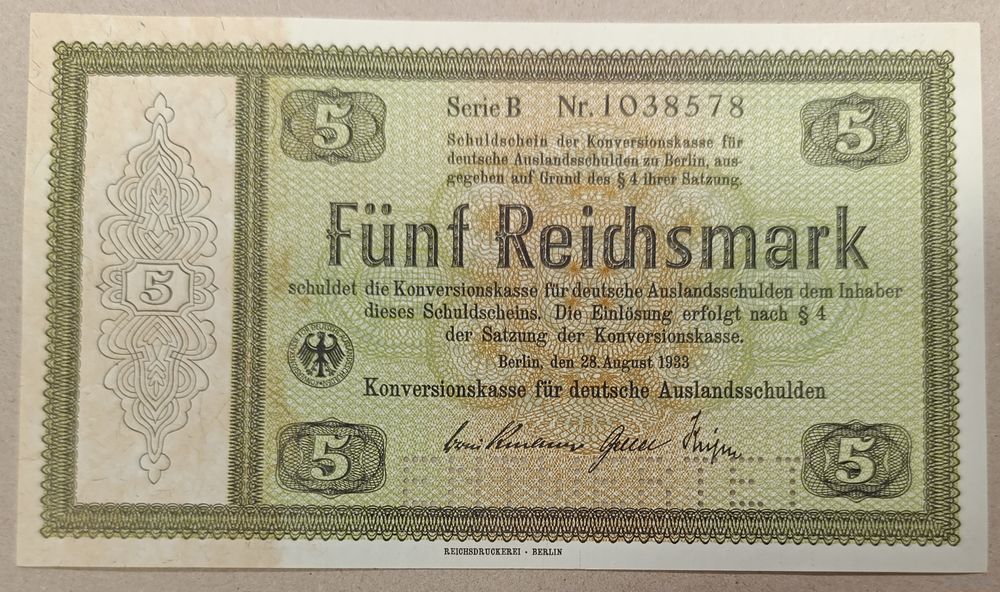 5 Serie B Nr. 1038578 5
Schuldschein der Konversionskasse für
deutsche Auslandsschulden zu Berlin, aus-
gegeben auf Grund des § 4 ihrer Satzung.
Fünf Reichsmark
5
schuldet die Konversionskasse für deutsche Auslandsschulden dem Inhaber
dieses Schuldscheins. Die Einlösung erfolgt nach § 4
der Satzung der Konversionskasse.
Berlin, den 28. August 1933
Konversionskasse für deutsche Auslandsschulden
5 5
REICHSDRUCKEREI · BERLIN